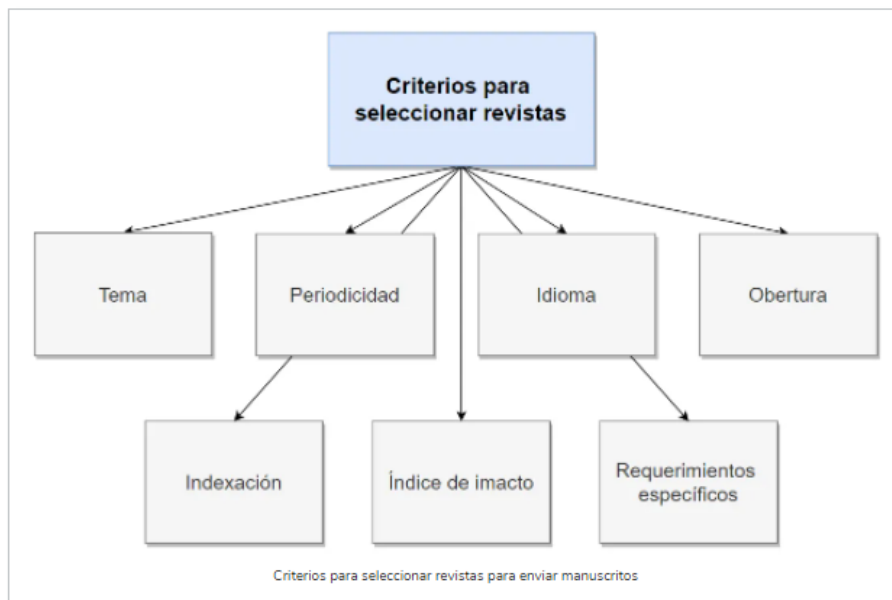 Criterios para
seleccionar revistas
Tema
Periodicidad
Idioma
Obertura
Indexación
Índice de imacto
Requerimientos
específicos
Criterios para seleccionar revistas para enviar manuscritos